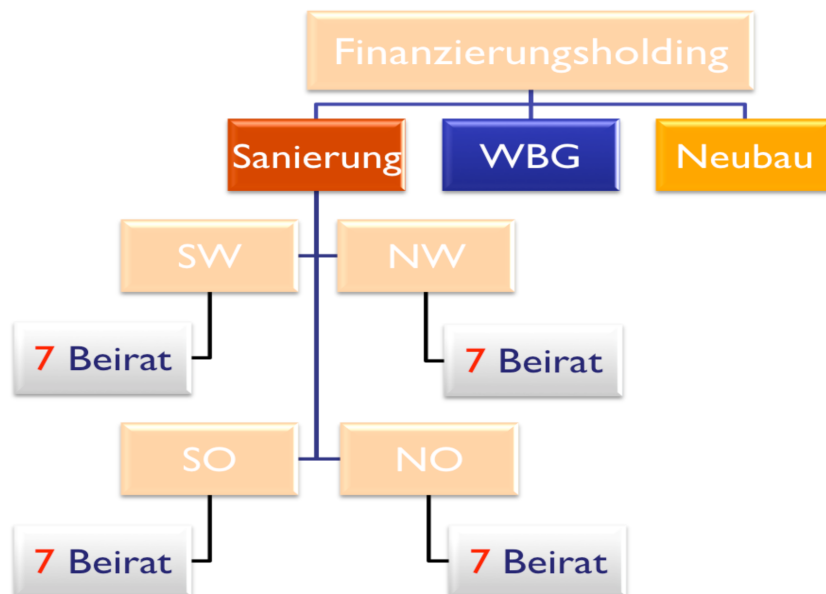 Finanzierungsholding
Sanierung
WBG
Neubau
SW
NW
7 Beirat
7 Beirat
SO
NO
7 Beirat
7 Beirat